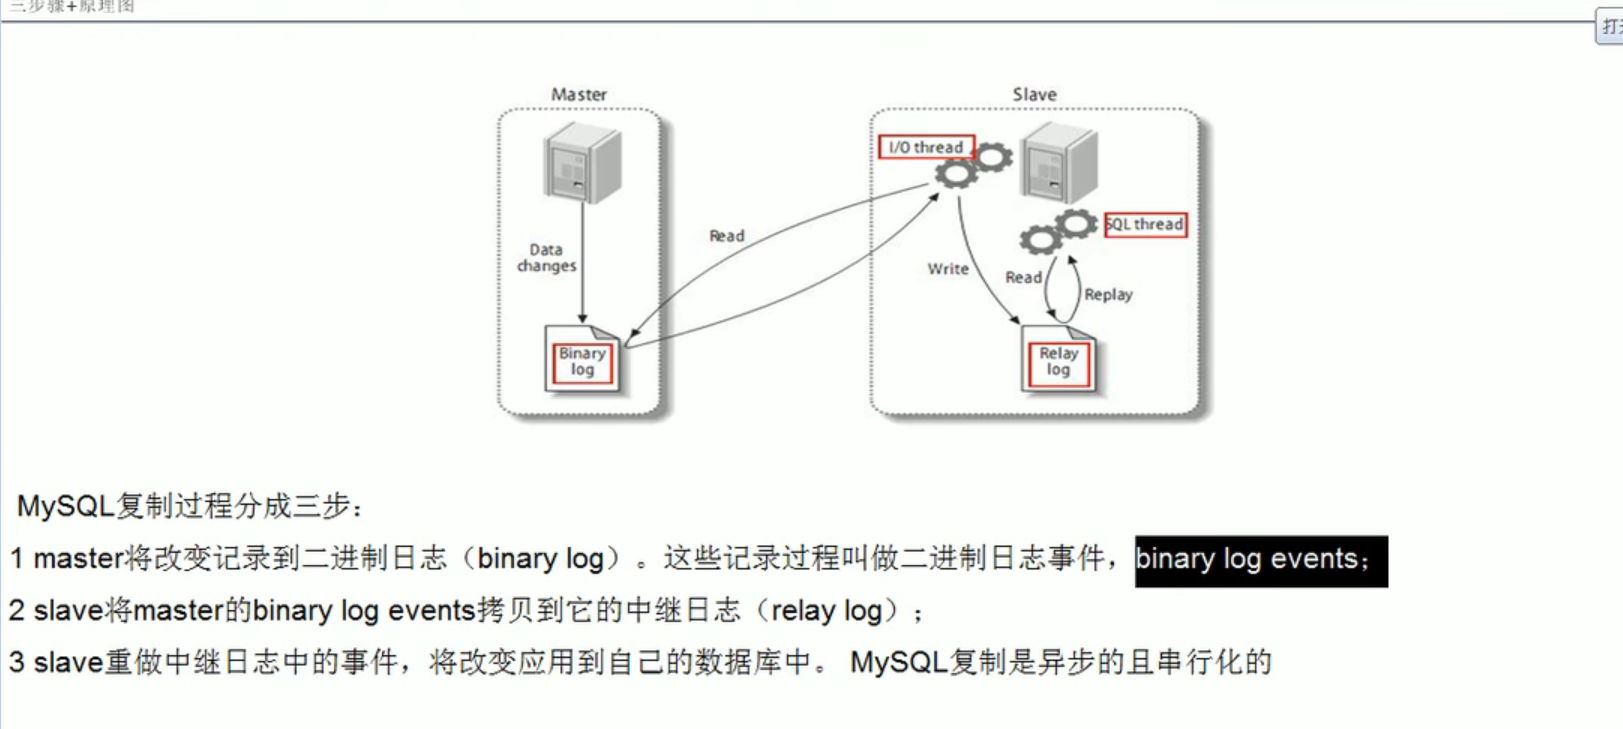 三步骤+原理图
打开
Master
Slave
I/O thread
SQL thread
Data
changes
Read
Write
Read
Replay
Binary
log
Relay
log
MySQL复制过程分成三步：
1 master将改变记录到二进制日志（binary log）。这些记录过程叫做二进制日志事件，binary log events；
2 slave将master的binary log events拷贝到它的中继日志（relay log）；
3 slave重做中继日志中的事件，将改变应用到自己的数据库中。 MySQL复制是异步的且串行化的